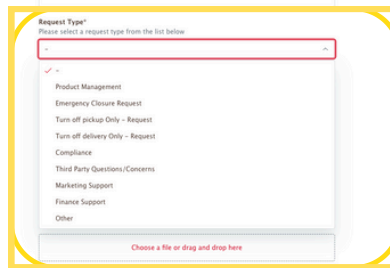 Request Type*
Please select a request type from the list below
-
-
Product Management
Emergency Closure Request
Turn off pickup Only - Request
Turn off delivery Only - Request
Compliance
Third Party Questions/Concerns
Marketing Support
Finance Support
Other
Choose a file or drag and drop here